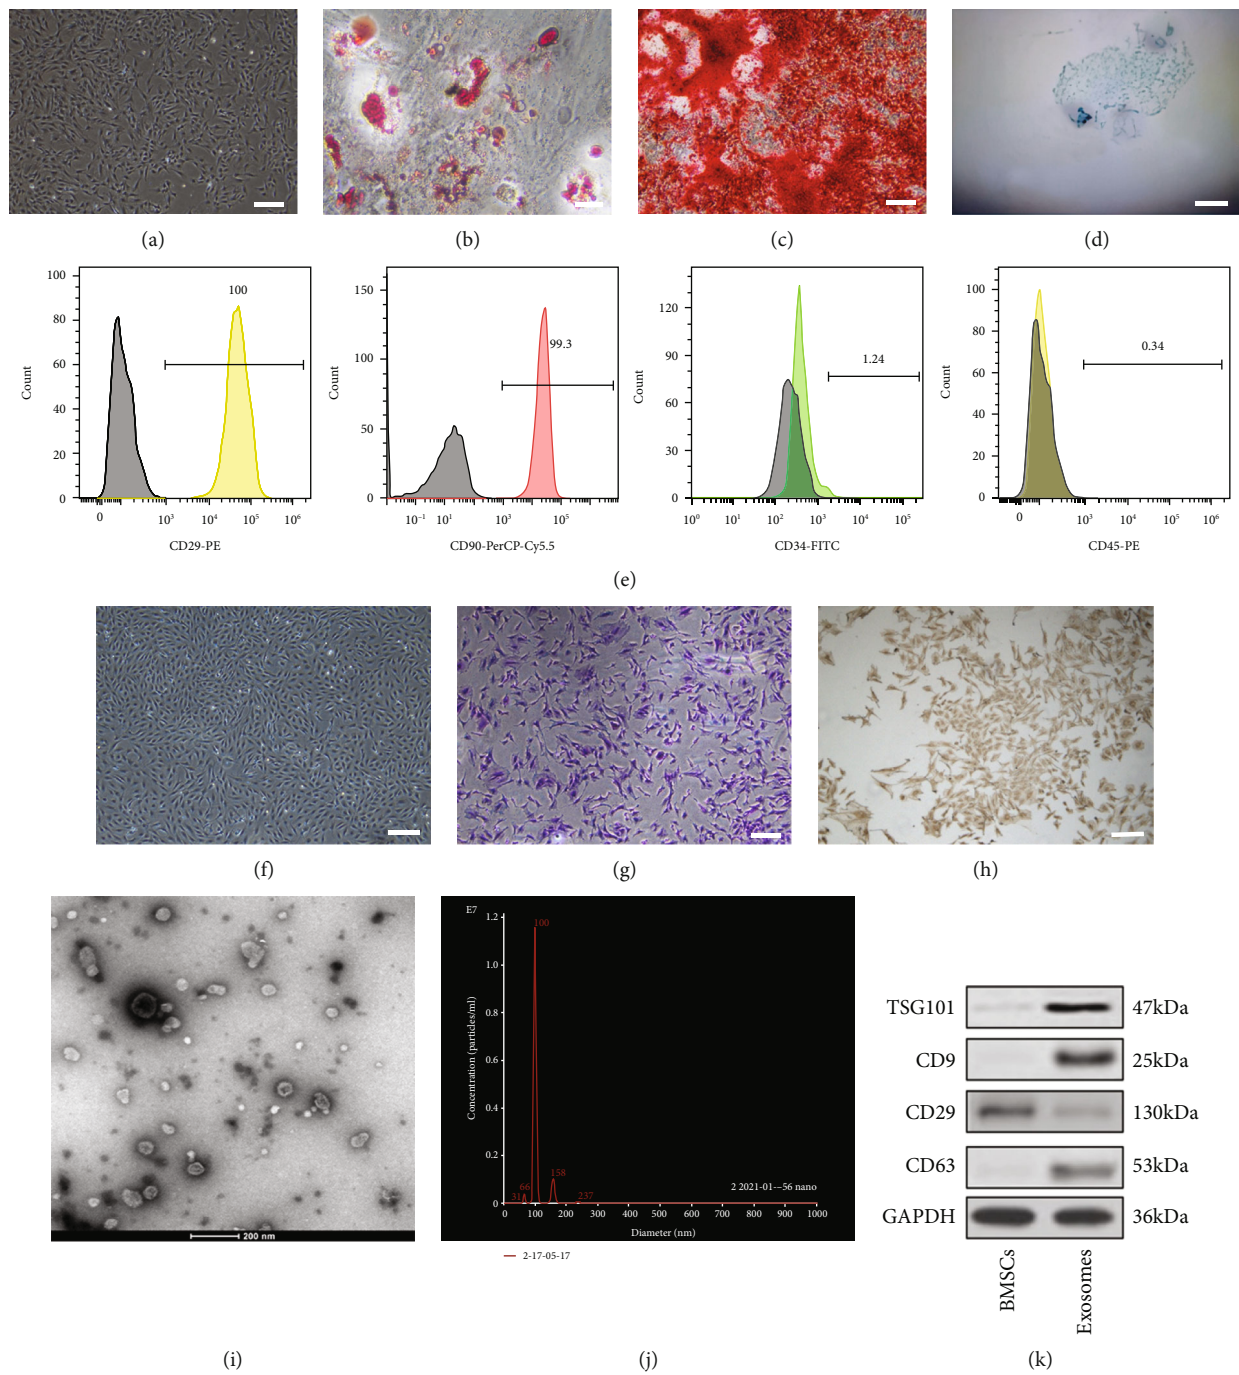 (a)
(b)
(c)
(d)
100
80
60
40
20
0
Count
100
0
10³
10⁴
10⁵
10⁶
CD29-PE
150
100
50
0
Count
99.3
10⁻¹
10¹
10³
10⁵
CD90-PerCP-Cy5.5
120
90
60
30
0
Count
1.24
10⁰
10¹
10²
10³
10⁴
10⁵
CD34-FITC
100
80
60
40
20
0
Count
0.34
0
10³
10⁴
10⁵
10⁶
CD45-PE
(e)
(f)
(g)
(h)
200 nm
(i)
E7
1.2
1.0
0.8
0.6
0.4
0.2
0
Concentration (particles/ml)
100
31
66
158
237
2 2021-01-–56 nano
0
100
200
300
400
500
600
700
800
900
1000
Diameter (nm)
2-17-05-17
(j)
TSG101
47kDa
CD9
25kDa
CD29
130kDa
CD63
53kDa
GAPDH
36kDa
BMSCs
Exosomes
(k)